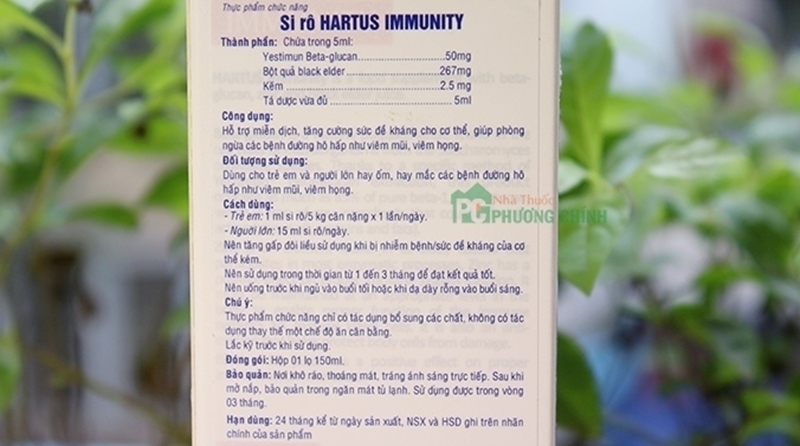 Thực phẩm chức năng
Si rô HARTUS IMMUNITY
Thành phần: Chứa trong 5ml:
Yestimun Beta-glucan..............................50mg
Bột quả black elder................................267mg
Kẽm......................................................2.5 mg
Tá dược vừa đủ.......................................5ml
Công dụng:
Hỗ trợ miễn dịch, tăng cường sức đề kháng cho cơ thể, giúp phòng
ngừa các bệnh đường hô hấp như viêm mũi, viêm họng.
Đối tượng sử dụng:
Dùng cho trẻ em và người lớn hay ốm, hay mắc các bệnh đường hô
hấp như viêm mũi, viêm họng.
Cách dùng:
- Trẻ em: 1 ml si rô/5 kg cân nặng x 1 lần/ngày.
- Người lớn: 15 ml si rô/ngày.
Nên tăng gấp đôi liều sử dụng khi bị nhiễm bệnh/sức đề kháng của cơ
thể kém.
Nên sử dụng trong thời gian từ 1 đến 3 tháng để đạt kết quả tốt.
Nên uống trước khi ngủ vào buổi tối hoặc khi dạ dày rỗng vào buổi sáng.
Chú ý:
Thực phẩm chức năng chỉ có tác dụng bổ sung các chất, không có tác
dụng thay thế một chế độ ăn cân bằng.
Lắc kỹ trước khi sử dụng.
Đóng gói: Hộp 01 lọ 150ml.
Bảo quản: Nơi khô ráo, thoáng mát, tráng ánh sáng trực tiếp. Sau khi
mở nắp, bảo quản trong ngăn mát tủ lạnh. Sử dụng được trong vòng
03 tháng.
Hạn dùng: 24 tháng kể từ ngày sản xuất, NSX và HSD ghi trên nhãn
chính của sản phẩm
PG Nhà Thuốc
PHƯƠNG CHÍNH